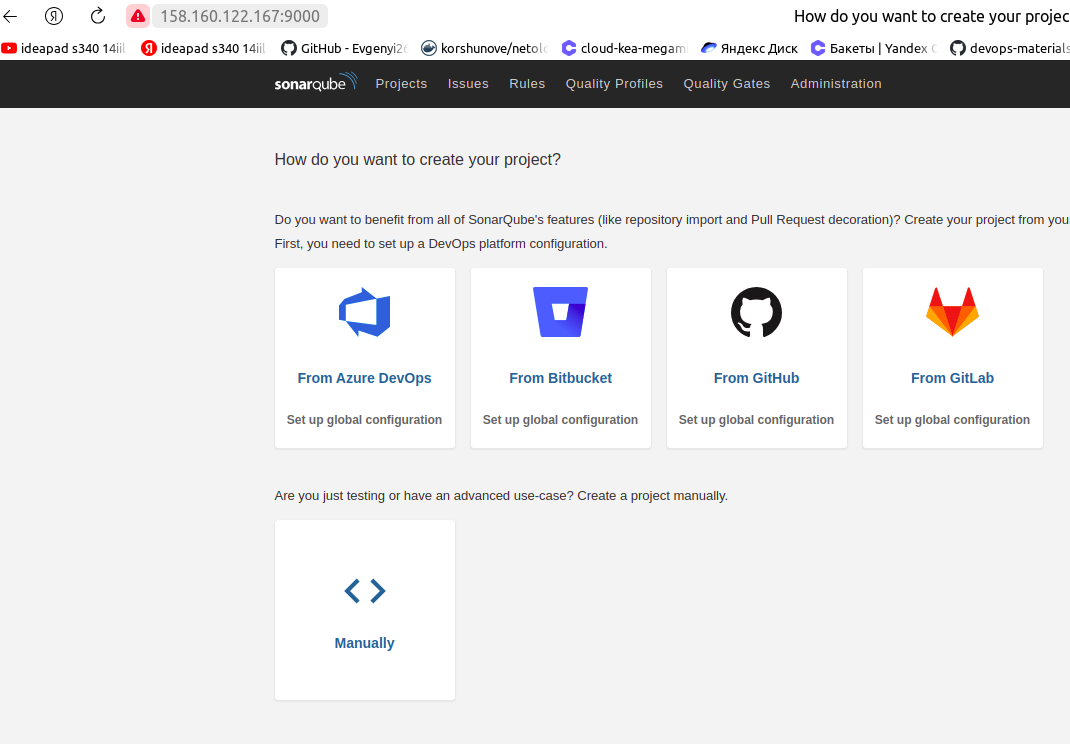 158.160.122.167:9000 How do you want to create your projec
ideapad s340 14iil ideapad s340 14iil GitHub - Evgenyi26 korshunove/netolo cloud-kea-megami Яндекс Диск Бакеты | Yandex C devops-materials
sonarqube Projects Issues Rules Quality Profiles Quality Gates Administration
How do you want to create your project?
Do you want to benefit from all of SonarQube's features (like repository import and Pull Request decoration)? Create your project from you
First, you need to set up a DevOps platform configuration.
From Azure DevOps From Bitbucket From GitHub From GitLab
Set up global configuration Set up global configuration Set up global configuration Set up global configuration
Are you just testing or have an advanced use-case? Create a project manually.
Manually